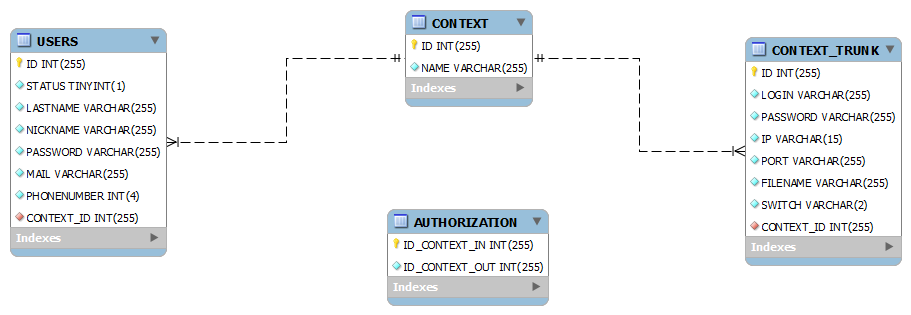 USERS
ID INT(255)
STATUS TINYINT(1)
LASTNAME VARCHAR(255)
NICKNAME VARCHAR(255)
PASSWORD VARCHAR(255)
MAIL VARCHAR(255)
PHONENUMBER INT(4)
CONTEXT_ID INT(255)
Indexes
CONTEXT
ID INT(255)
NAME VARCHAR(255)
Indexes
AUTHORIZATION
ID_CONTEXT_IN INT(255)
ID_CONTEXT_OUT INT(255)
Indexes
CONTEXT_TRUNK
ID INT(255)
LOGIN VARCHAR(255)
PASSWORD VARCHAR(255)
IP VARCHAR(15)
PORT VARCHAR(255)
FILENAME VARCHAR(255)
SWITCH VARCHAR(2)
CONTEXT_ID INT(255)
Indexes